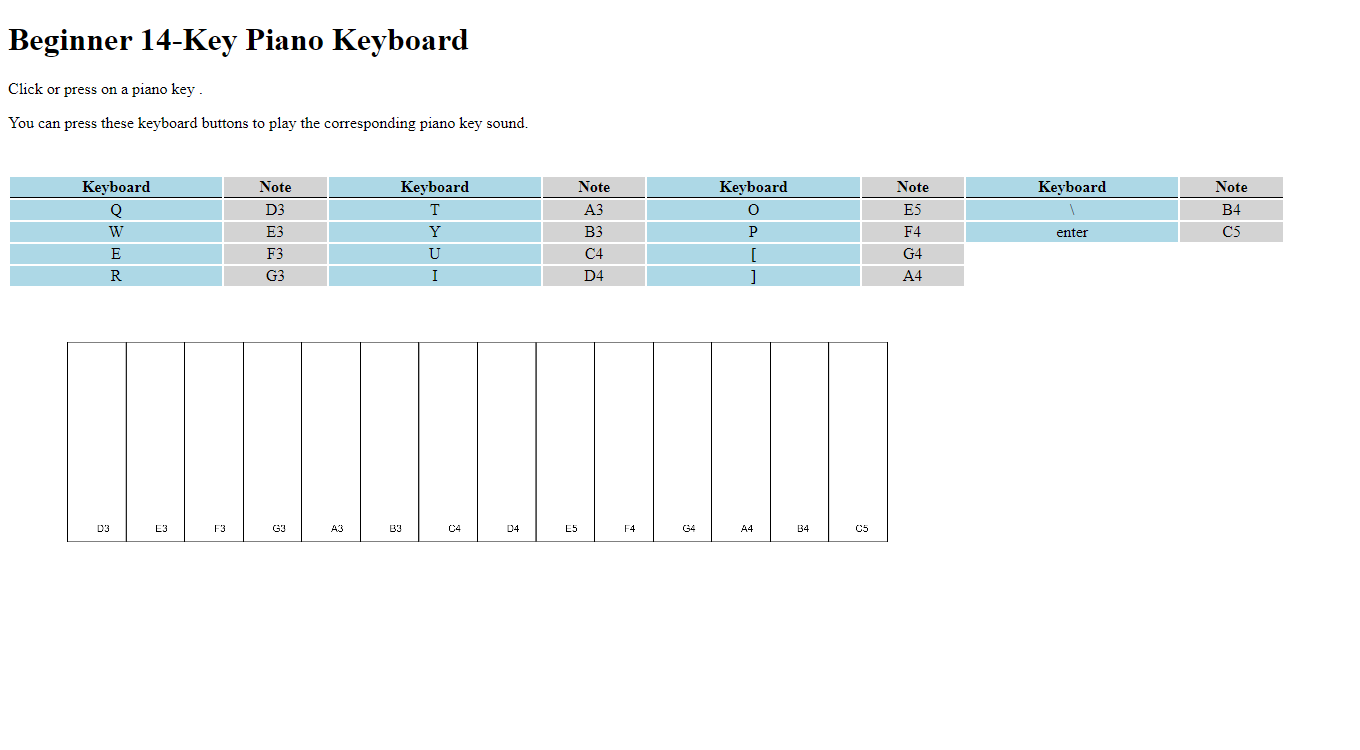 Beginner 14-Key Piano Keyboard
Click or press on a piano key .
You can press these keyboard buttons to play the corresponding piano key sound.
Keyboard Note Keyboard Note Keyboard Note Keyboard Note
Q D3 T A3 O E5 \ B4
W E3 Y B3 P F4 enter C5
E F3 U C4 [ G4
R G3 I D4 ] A4
D3 E3 F3 G3 A3 B3 C4 D4 E5 F4 G4 A4 B4 C5